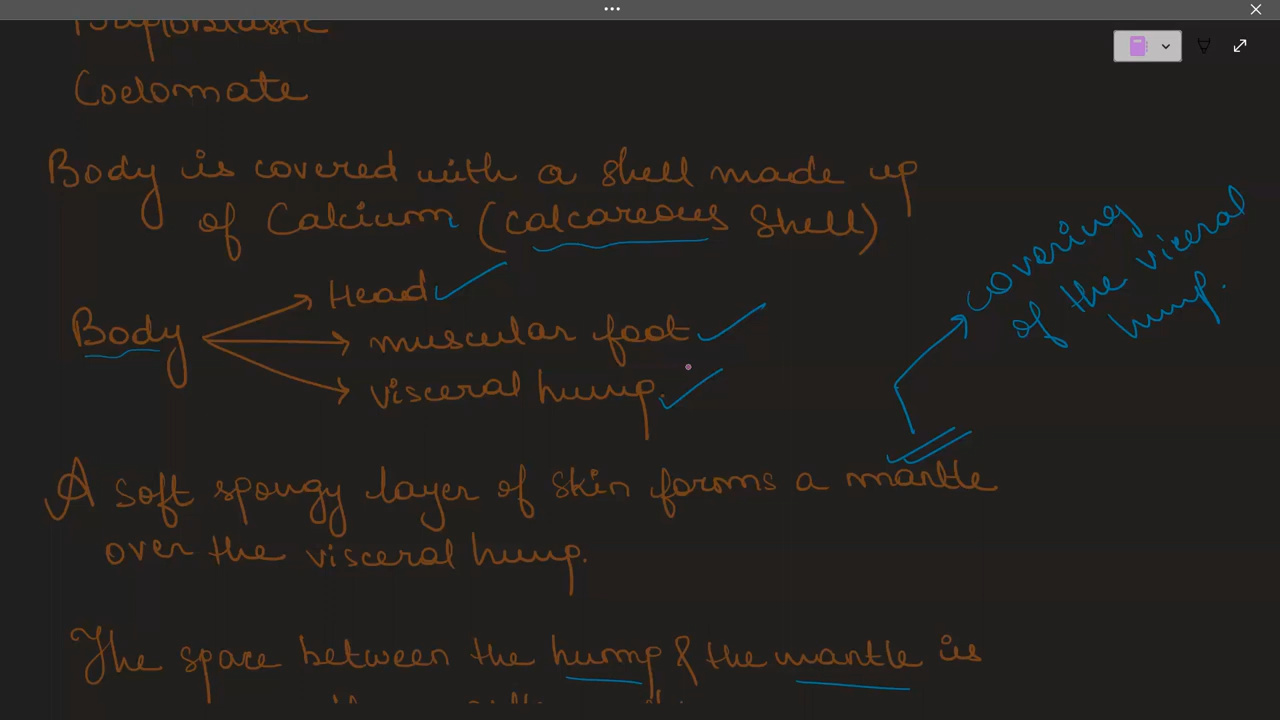 Triploblastic
Coelomate
Body is covered with a shell made up
of Calcium (Calcareous Shell)
Body
Head
muscular foot
visceral hump.
covering
of the viceral
hump.
A soft spongy layer of skin forms a mantle
over the visceral hump.
The space between the hump & the mantle is